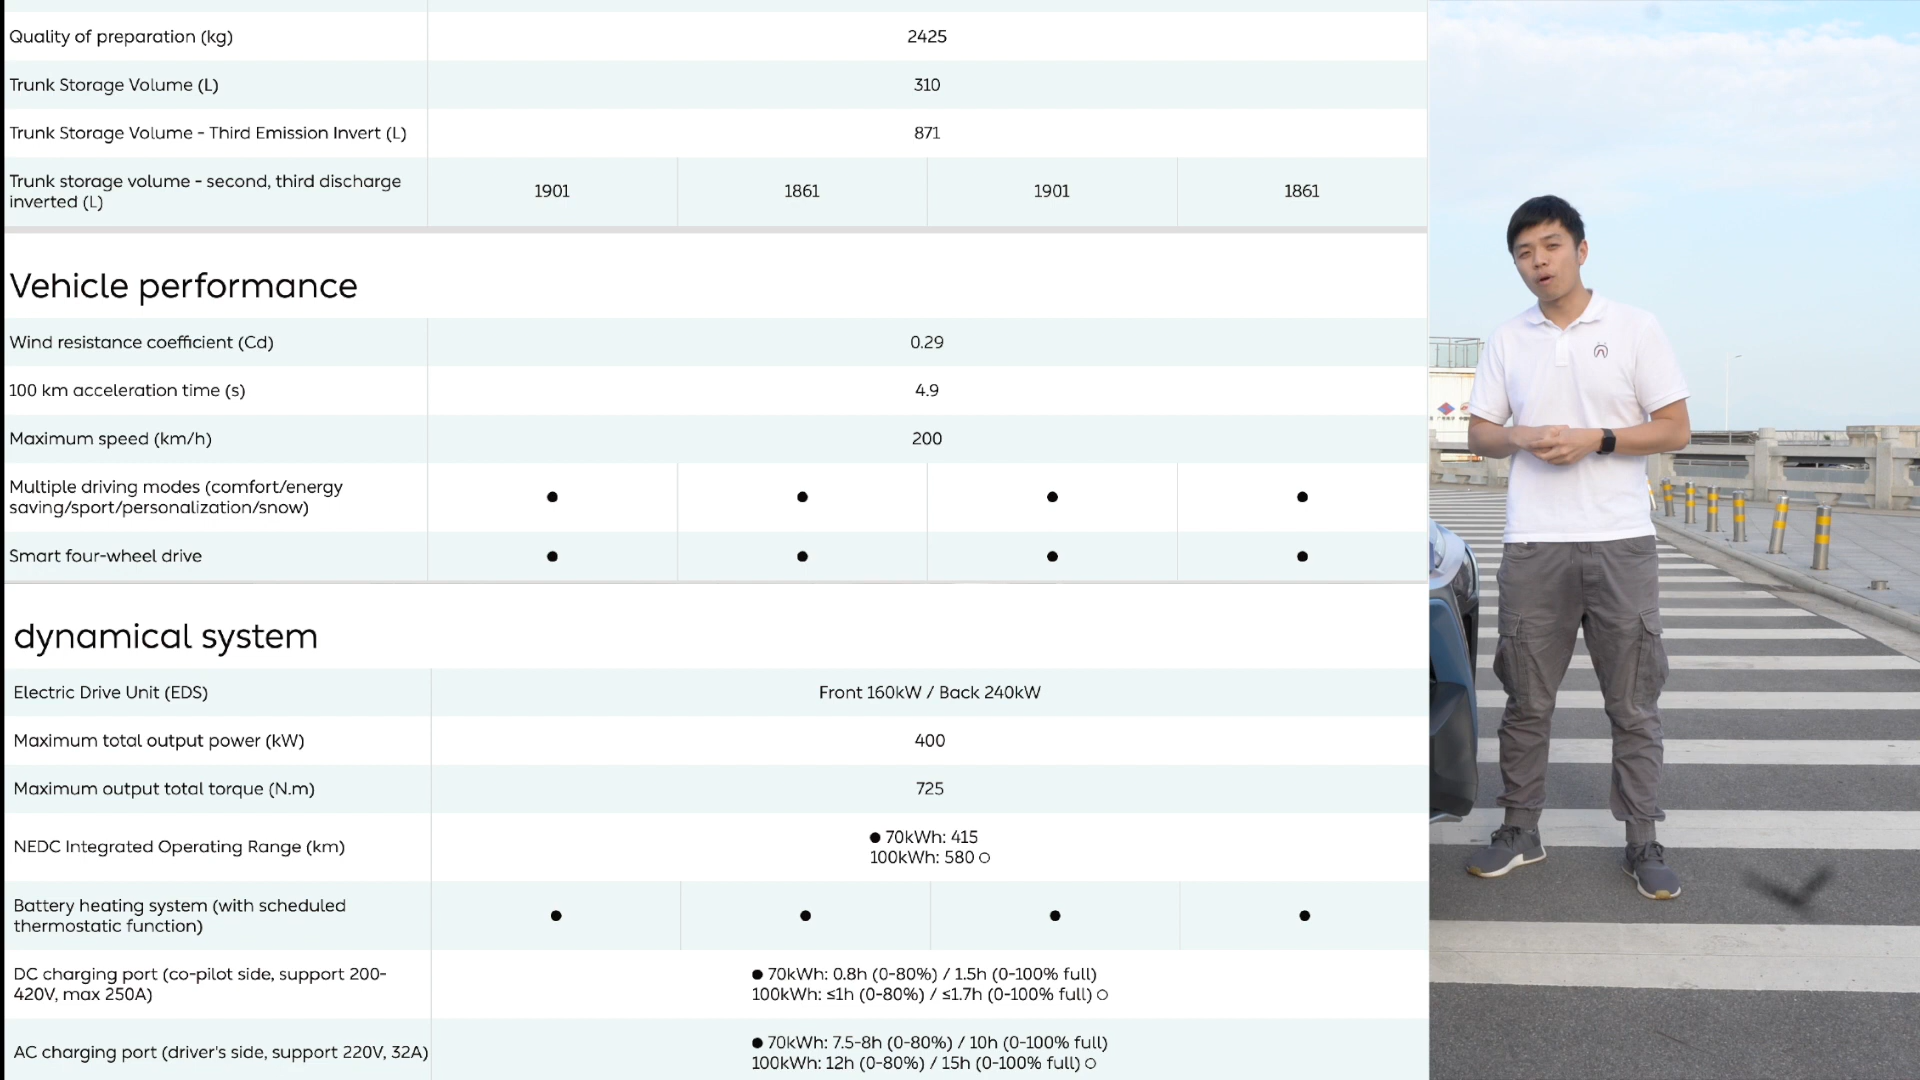 Quality of preparation (kg)
2425
Trunk Storage Volume (L)
310
Trunk Storage Volume - Third Emission Invert (L)
871
Trunk storage volume - second, third discharge
inverted (L)
1901
1861
1901
1861
Vehicle performance
Wind resistance coefficient (Cd)
0.29
100 km acceleration time (s)
4.9
Maximum speed (km/h)
200
Multiple driving modes (comfort/energy
saving/sport/personalization/snow)
● ● ● ●
Smart four-wheel drive
● ● ● ●
dynamical system
Electric Drive Unit (EDS)
Front 160kW / Back 240kW
Maximum total output power (kW)
400
Maximum output total torque (N.m)
725
NEDC Integrated Operating Range (km)
● 70kWh: 415
100kWh: 580 ○
Battery heating system (with scheduled
thermostatic function)
● ● ● ●
DC charging port (co-pilot side, support 200-
420V, max 250A)
● 70kWh: 0.8h (0-80%) / 1.5h (0-100% full)
100kWh: ≤1h (0-80%) / ≤1.7h (0-100% full) ○
AC charging port (driver's side, support 220V, 32A)
● 70kWh: 7.5-8h (0-80%) / 10h (0-100% full)
100kWh: 12h (0-80%) / 15h (0-100% full) ○